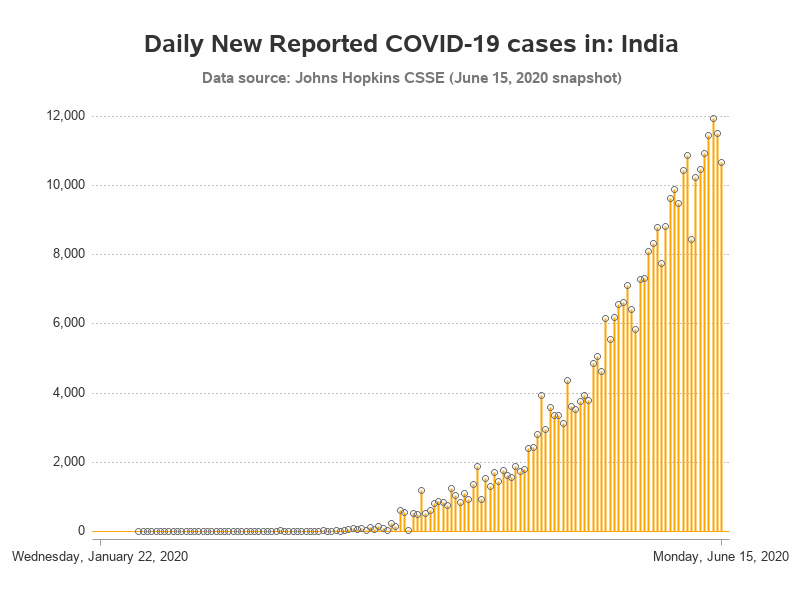 Daily New Reported COVID-19 cases in: India
Data source: Johns Hopkins CSSE (June 15, 2020 snapshot)
12,000
10,000
8,000
6,000
4,000
2,000
0
Wednesday, January 22, 2020
Monday, June 15, 2020